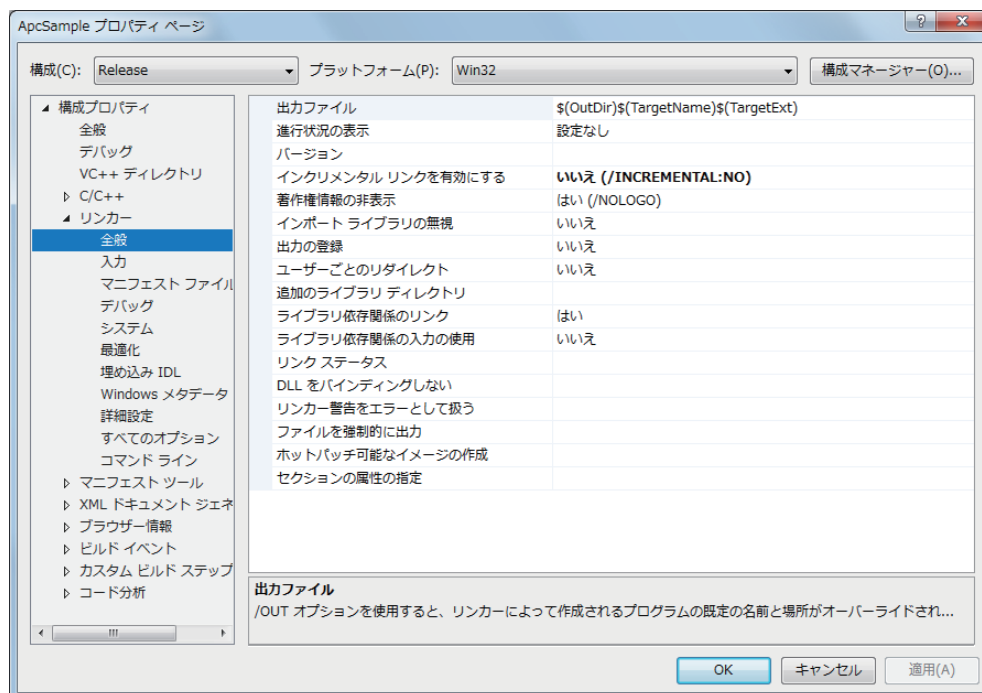 ApcSample プロパティ ページ
構成(C): Release プラットフォーム(P): Win32 構成マネージャー(O)...
構成プロパティ
全般
デバッグ
VC++ ディレクトリ
C/C++
リンカー
全般
入力
マニフェスト ファイル
デバッグ
システム
最適化
埋め込み IDL
Windows メタデータ
詳細設定
すべてのオプション
コマンド ライン
マニフェスト ツール
XML ドキュメント ジェネ
ブラウザー情報
ビルド イベント
カスタム ビルド ステップ
コード分析
出力ファイル $(OutDir)$(TargetName)$(TargetExt)
進行状況の表示 設定なし
バージョン
インクリメンタル リンクを有効にする いいえ (/INCREMENTAL:NO)
著作権情報の非表示 はい (/NOLOGO)
インポート ライブラリの無視 いいえ
出力の登録 いいえ
ユーザーごとのリダイレクト いいえ
追加のライブラリ ディレクトリ
ライブラリ依存関係のリンク はい
ライブラリ依存関係の入力の使用 いいえ
リンク ステータス
DLL をバインディングしない
リンカー警告をエラーとして扱う
ファイルを強制的に出力
ホットパッチ可能なイメージの作成
セクションの属性の指定
出力ファイル
/OUT オプションを使用すると、リンカーによって作成されるプログラムの既定の名前と場所がオーバーライドされ...
OK キャンセル 適用(A)